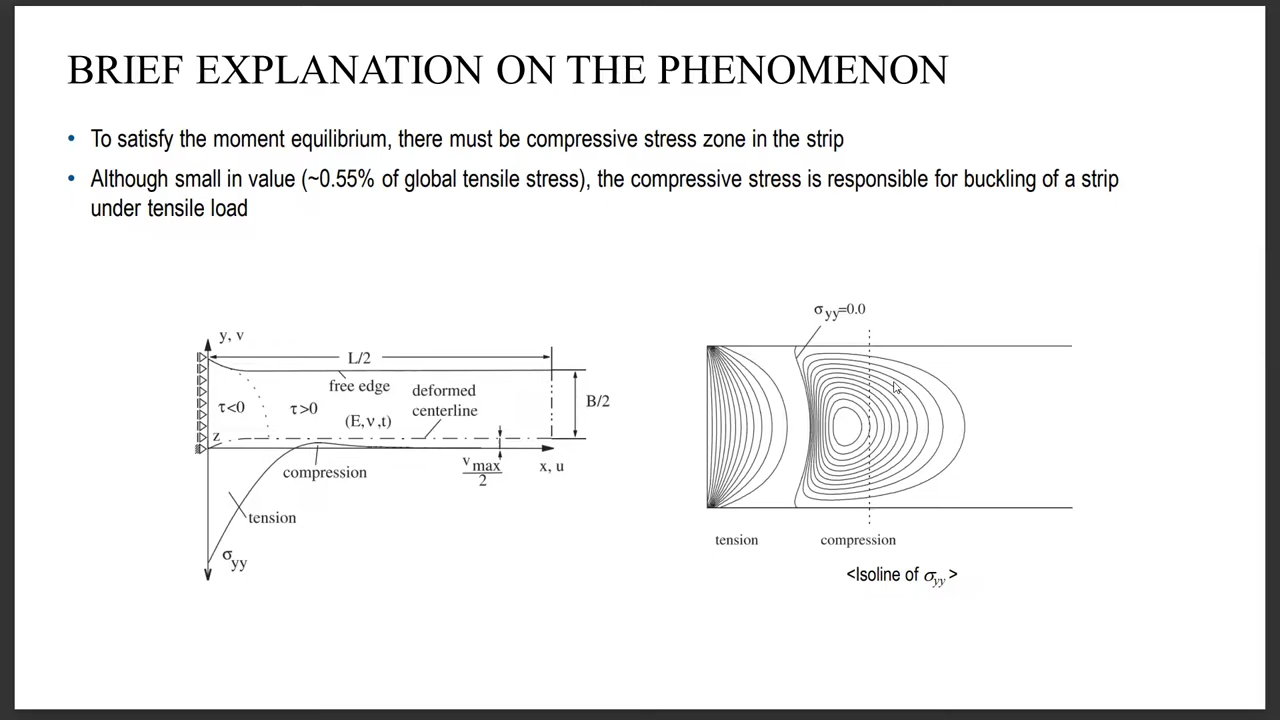 BRIEF EXPLANATION ON THE PHENOMENON
• To satisfy the moment equilibrium, there must be compressive stress zone in the strip
• Although small in value (~0.55% of global tensile stress), the compressive stress is responsible for buckling of a strip
under tensile load
y, v
L/2
free edge
deformed
centerline
τ<0
τ>0
(E,ν,t)
B/2
z
compression
v max
2
x, u
tension
σyy
σyy=0.0
tension
compression
<Isoline of σyy>